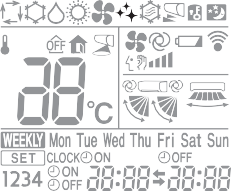 OFF
88
°C
WEEKLY Mon Tue Wed Thu Fri Sat Sun
SET CLOCK ON OFF
1234 ON 88:88 88:88
OFF